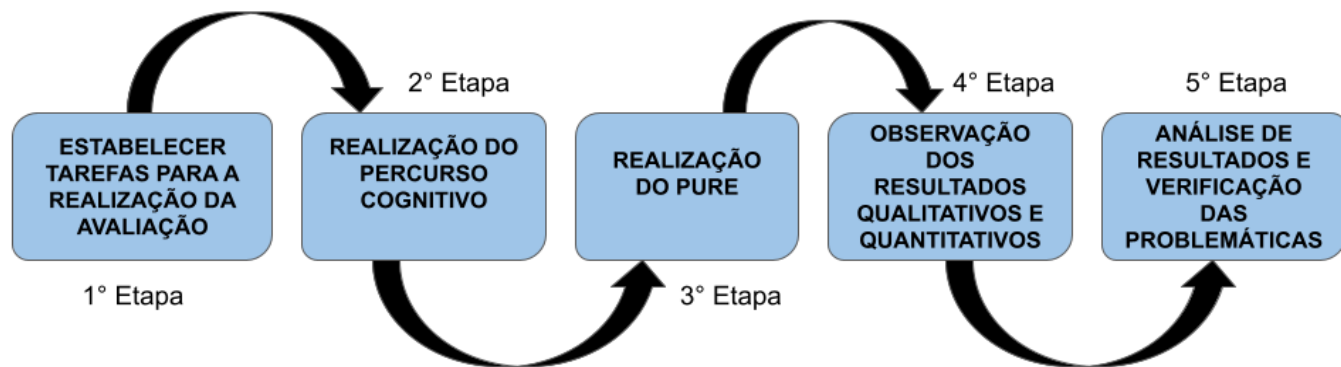 1° Etapa
ESTABELECER
TAREFAS PARA A
REALIZAÇÃO DA
AVALIAÇÃO
2° Etapa
REALIZAÇÃO DO
PERCURSO
COGNITIVO
3° Etapa
REALIZAÇÃO
DO PURE
4° Etapa
OBSERVAÇÃO
DOS
RESULTADOS
QUALITATIVOS E
QUANTITATIVOS
5° Etapa
ANÁLISE DE
RESULTADOS E
VERIFICAÇÃO
DAS
PROBLEMÁTICAS